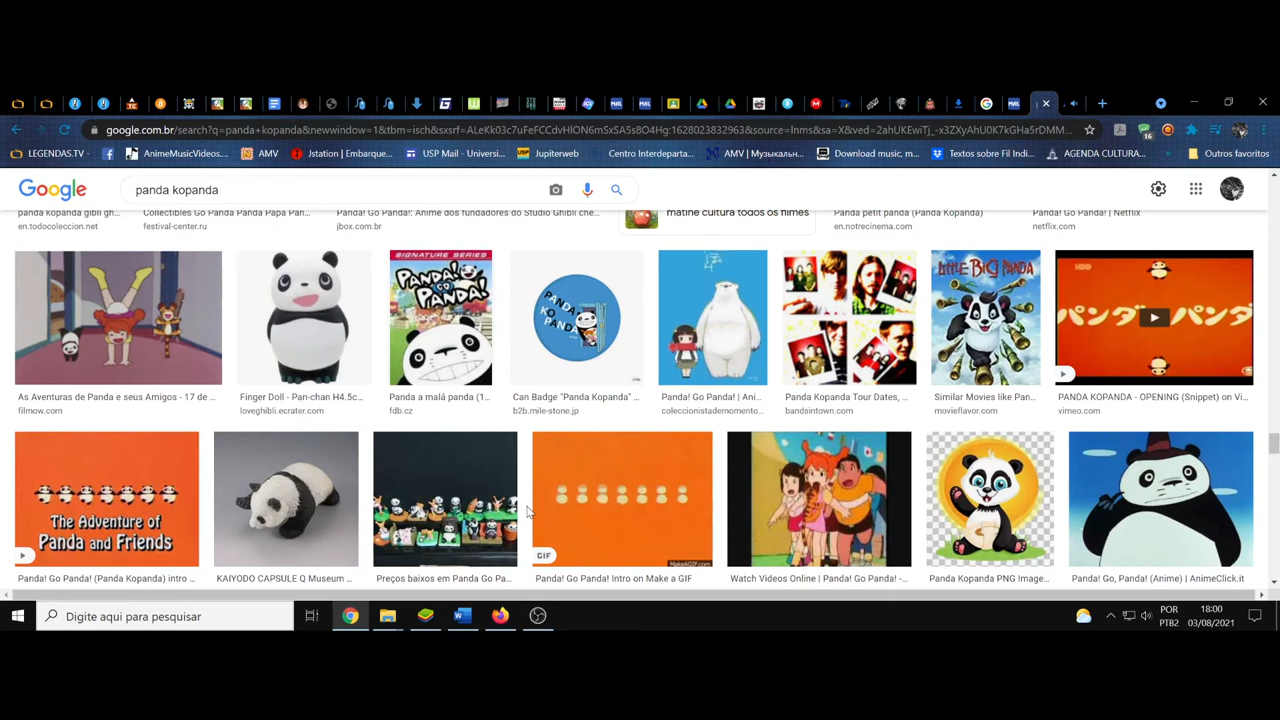 google.com.br/search?q=panda+kopanda&newwindow=1&tbm=isch&sxsrf=ALeKk03c7uFeFCCdvHlON6mSxSA5s8O4Hg:1628023832963&source=lnms&sa=X&ved=2ahUKEwiTj_-x3ZXyAhU0K7kGHa5rDRMM...
LEGENDAS.TV - AnimeMusicVideos... AMV Jstation | Embarque... USP Mail - Universi... Jupiterweb Centro Interdeparta... AMV | Музыкальн... Download music, m... Textos sobre Fil Indi... AGENDA CULTURA... Outros favoritos
Google panda kopanda
panda kopanda gibli gh... Collectibles Go Panda Panda Papa Pan... Panda! Go Panda!: Anime dos fundadores do Studio Ghibli che... matinê cultura todos os filmes Panda petit panda (Panda Kopanda) Panda! Go Panda! | Netflix
en.todocoleccion.net festival-center.ru jbox.com.br en.notrecinema.com netflix.com
SIGNATURE SERIES
PANDA!
GO
PANDA!
PANDA
KO
PANDA
LITTLE BIG PANDA
HBO
パンダ パンダ
As Aventuras de Panda e seus Amigos - 17 de ... Finger Doll - Pan-chan H4.5c... Panda a malá panda (1... Can Badge "Panda Kopanda" ... Panda! Go Panda! | Ani... Panda Kopanda Tour Dates, ... Similar Movies like Pan... PANDA KOPANDA - OPENING (Snippet) on Vi...
filmow.com loveghibli.ecrater.com fdb.cz b2b.mile-stone.jp coleccionistademomento... bandsintown.com movieflavor.com vimeo.com
The Adventure of
Panda and Friends
GIF
MakeAGIF.com
Panda! Go Panda! (Panda Kopanda) intro ... KAIYODO CAPSULE Q Museum ... Preços baixos em Panda Go Pa... Panda! Go Panda! Intro on Make a GIF Watch Videos Online | Panda! Go Panda! -... Panda Kopanda PNG Image... Panda! Go, Panda! (Anime) | AnimeClick.it
Digite aqui para pesquisar
POR
PTB2
18:00
03/08/2021